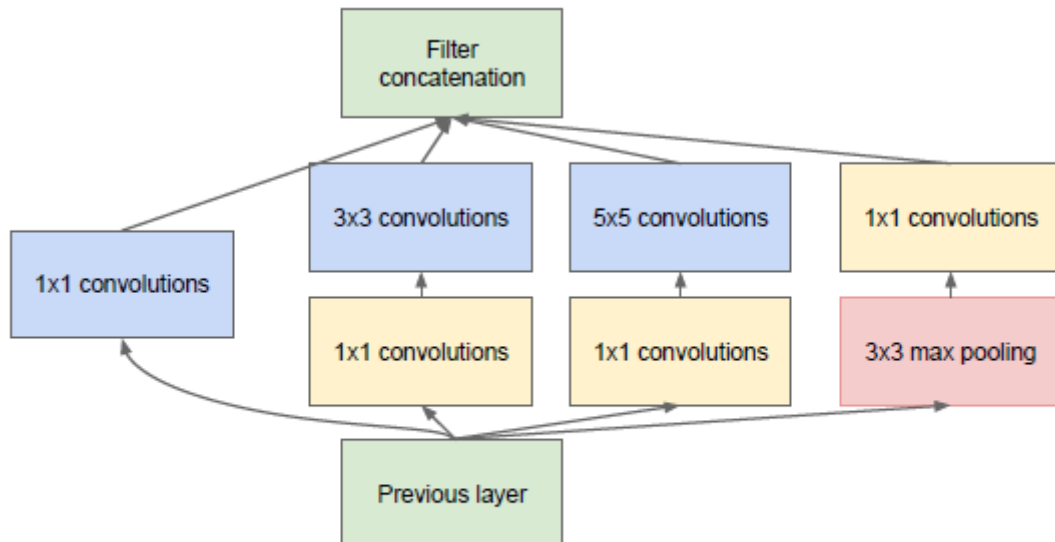 Filter
concatenation
3x3 convolutions
5x5 convolutions
1x1 convolutions
1x1 convolutions
1x1 convolutions
1x1 convolutions
3x3 max pooling
Previous layer